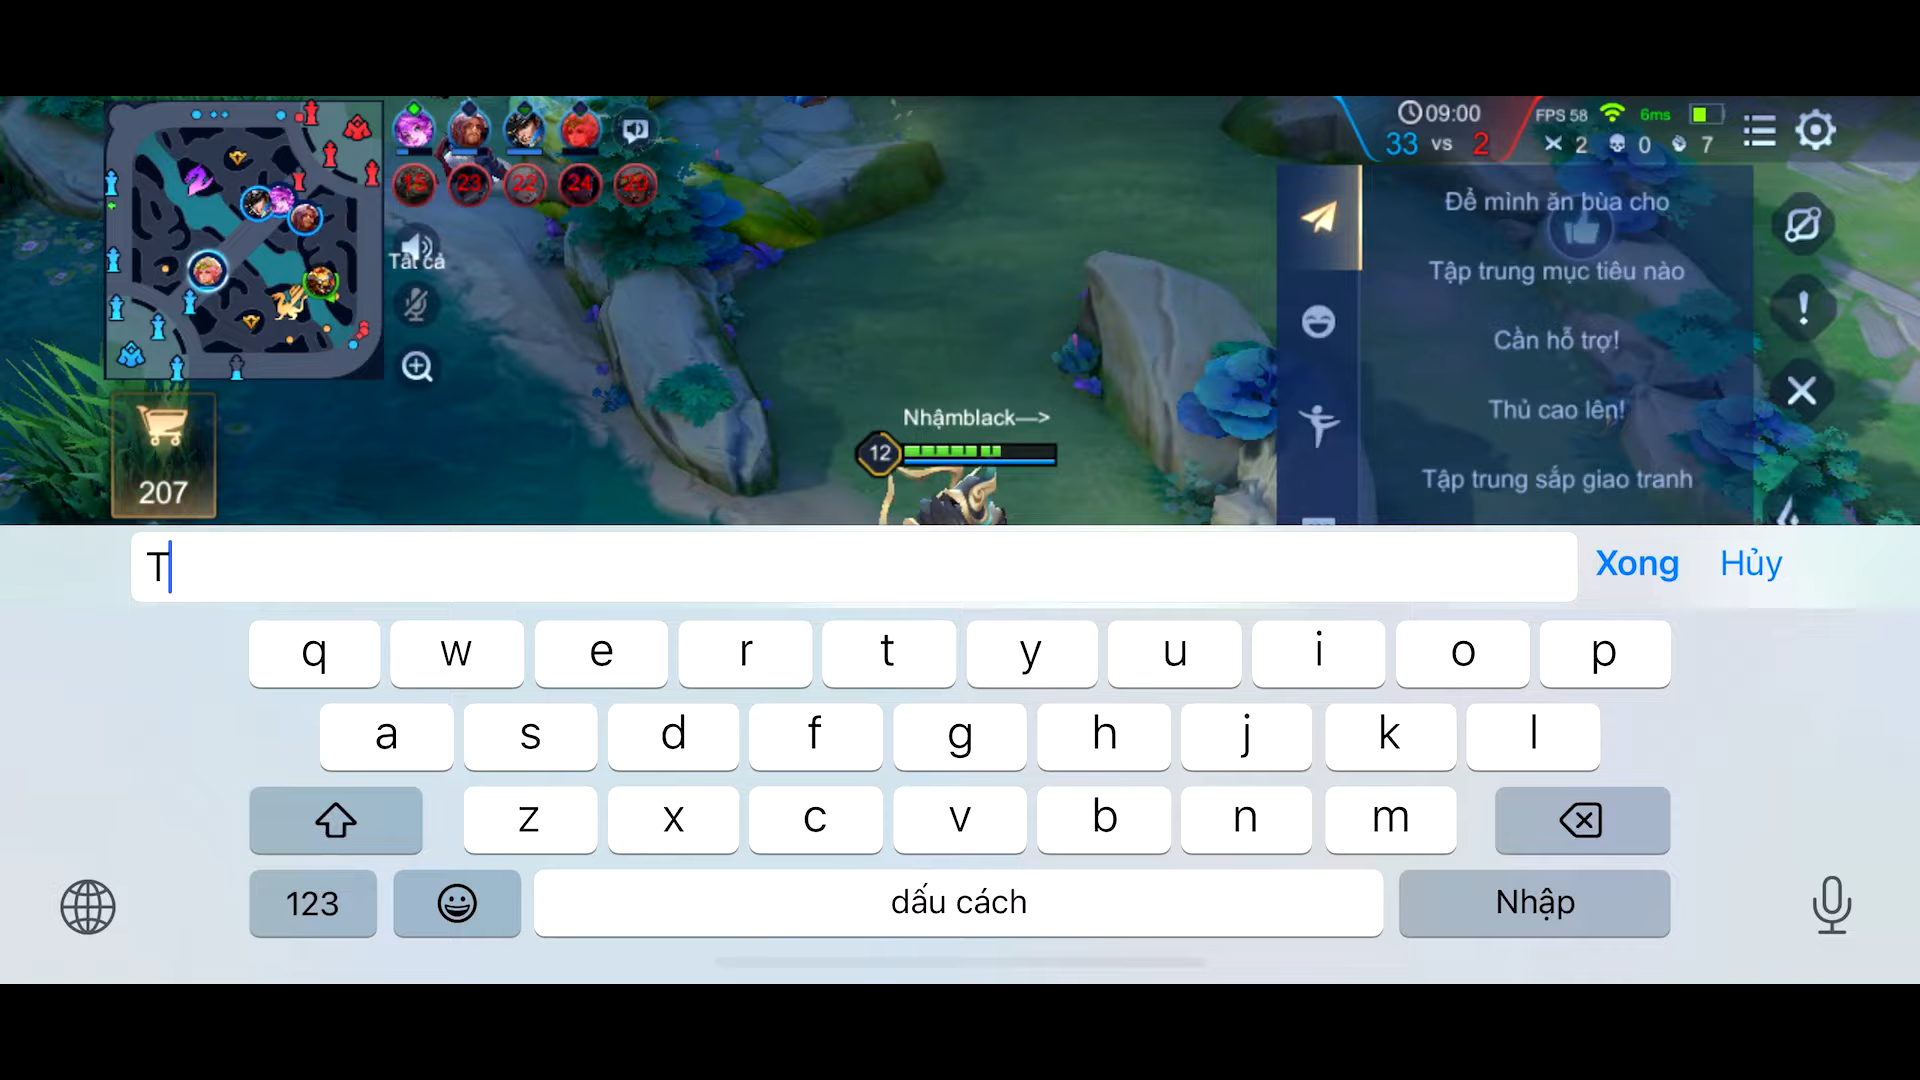 09:00
33 vs 2
FPS 58
6ms
2 0 7
15 23 22 24 20
Tất cả
207
Nhậmblack—>
12
Để mình ăn bùa cho
Tập trung mục tiêu nào
Cần hỗ trợ!
Thủ cao lên!
Tập trung sắp giao tranh
T
Xong Hủy
q w e r t y u i o p
a s d f g h j k l
z x c v b n m
123 dấu cách Nhập